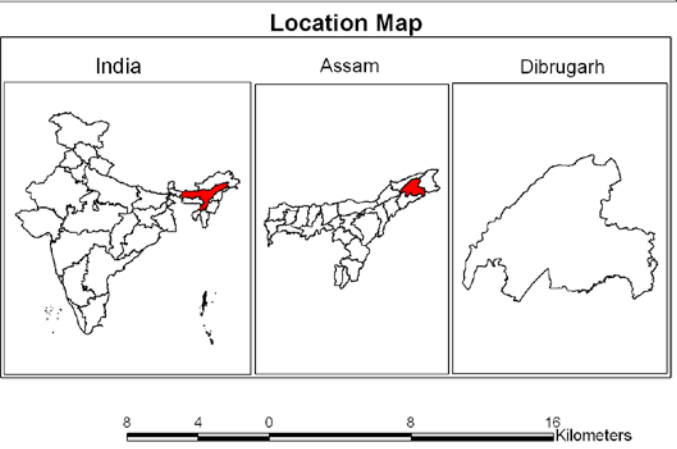 Location Map
India
Assam
Dibrugarh
8 4 0 8 16
Kilometers